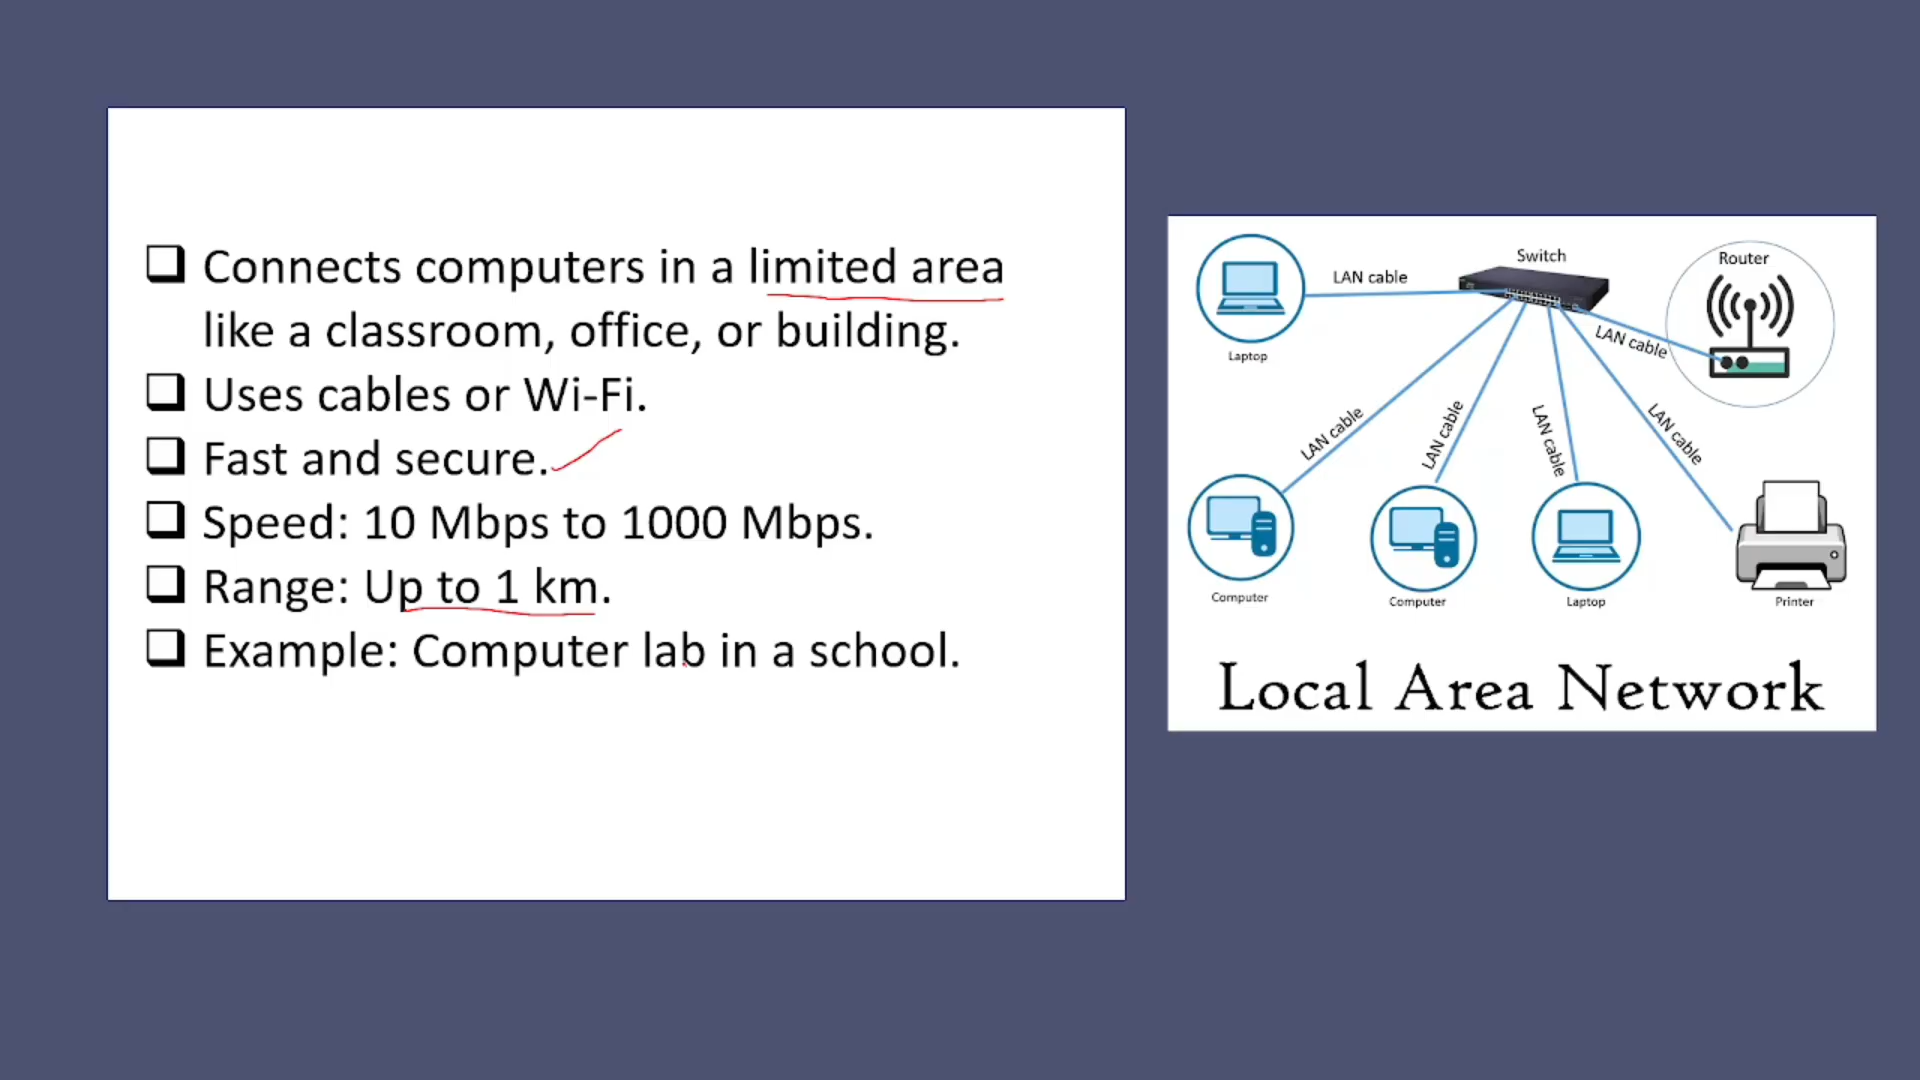 Connects computers in a limited area
like a classroom, office, or building.
Uses cables or Wi-Fi.
Fast and secure.
Speed: 10 Mbps to 1000 Mbps.
Range: Up to 1 km.
Example: Computer lab in a school.
Switch
Router
LAN cable
LAN cable
Laptop
LAN cable
LAN cable
LAN cable
LAN cable
Computer
Computer
Laptop
Printer
Local Area Network